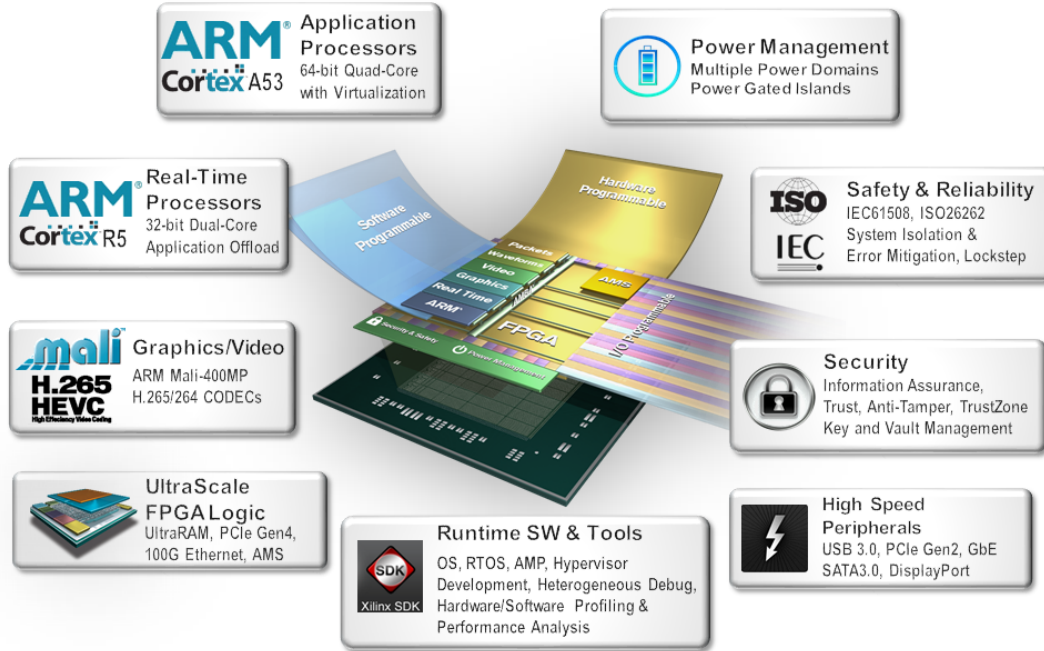 ARM®
Cortex A53
Application
Processors
64-bit Quad-Core
with Virtualization
Power Management
Multiple Power Domains
Power Gated Islands
ARM®
Cortex R5
Real-Time
Processors
32-bit Dual-Core
Application Offload
ISO
IEC
Safety & Reliability
IEC61508, ISO26262
System Isolation &
Error Mitigation, Lockstep
Software
Programmable
Hardware
Programmable
Packets
Waveforms
Video
Graphics
Real Time
ARM®
AMS
FPGA
I/O Programmable
Security & Safety
Power Management
mali™
H.265
HEVC
High Efficiency Video Coding
Graphics/Video
ARM Mali-400MP
H.265/264 CODECs
Security
Information Assurance,
Trust, Anti-Tamper, TrustZone
Key and Vault Management
UltraScale
FPGA Logic
UltraRAM, PCIe Gen4,
100G Ethernet, AMS
SDK
Xilinx SDK
Runtime SW & Tools
OS, RTOS, AMP, Hypervisor
Development, Heterogeneous Debug,
Hardware/Software Profiling &
Performance Analysis
High Speed
Peripherals
USB 3.0, PCIe Gen2, GbE
SATA3.0, DisplayPort